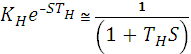 K_H e^{-ST_H} ≅ 1 / (1 + T_H S)